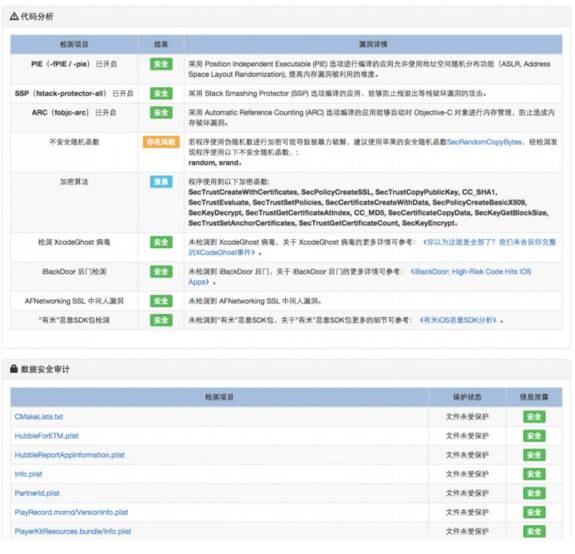 代码分析
检测项目 结果 漏洞详情
PIE（-fPIE / -pie）已开启 安全 采用 Position Independent Executable (PIE) 选项进行编译的应用允许使用地址空间随机分布功能（ASLR, Address
Space Layout Randomization), 提高内存漏洞被利用的难度。
SSP（fstack-protector-all）已开启 安全 采用 Stack Smashing Protector (SSP) 选项编译的应用，能够防止栈溢出等栈破坏漏洞的攻击。
ARC（fobjc-arc）已开启 安全 采用 Automatic Reference Counting (ARC) 选项编译的应用能够自动对 Objective-C 对象进行内存管理，防止造成内
存破坏漏洞。
不安全随机函数 存在风险 若程序使用伪随机数进行加密可能导致被暴力破解，建议使用苹果的安全随机函数SecRandomCopyBytes，经检测发
现程序使用以下不安全随机函数，:
random, srand。
加密算法 信息 程序使用到以下加密函数:
SecTrustCreateWithCertificates, SecPolicyCreateSSL, SecTrustCopyPublicKey, CC_SHA1,
SecTrustEvaluate, SecTrustSetPolicies, SecCertificateCreateWithData, SecPolicyCreateBasicX509,
SecKeyDecrypt, SecTrustGetCertificateAtIndex, CC_MD5, SecCertificateCopyData, SecKeyGetBlockSize,
SecTrustSetAnchorCertificates, SecTrustGetCertificateCount, SecKeyEncrypt。
检测 XcodeGhost 病毒 安全 未检测到 XcodeGhost 病毒，关于 XcodeGhost 病毒的更多详情可参考：《你以为这就是全部了？我们来告诉你完整
的XCodeGhost事件》。
iBackDoor 后门检测 安全 未检测到 iBackDoor 后门，关于 iBackDoor 后门的更多详情可参考：《iBackDoor: High-Risk Code Hits iOS
Apps》。
AFNetworking SSL 中间人漏洞 安全 未检测到 AFNetworking SSL 中间人漏洞。
"有米"恶意SDK包检测 安全 未检测到"有米"恶意SDK包，关于"有米"恶意SDK包更多的细节可参考：《有米iOS恶意SDK分析》。
数据安全审计
检测项目 保护状态 信息泄露
CMakeLists.txt 文件未受保护 安全
HubbleForETM.plist 文件未受保护 安全
HubbleReportAppInformation.plist 文件未受保护 安全
Info.plist 文件未受保护 安全
PartnerId.plist 文件未受保护 安全
PlayRecord.momd/VersionInfo.plist 文件未受保护 安全
PlayerKitResources.bundle/Info.plist 文件未受保护 安全